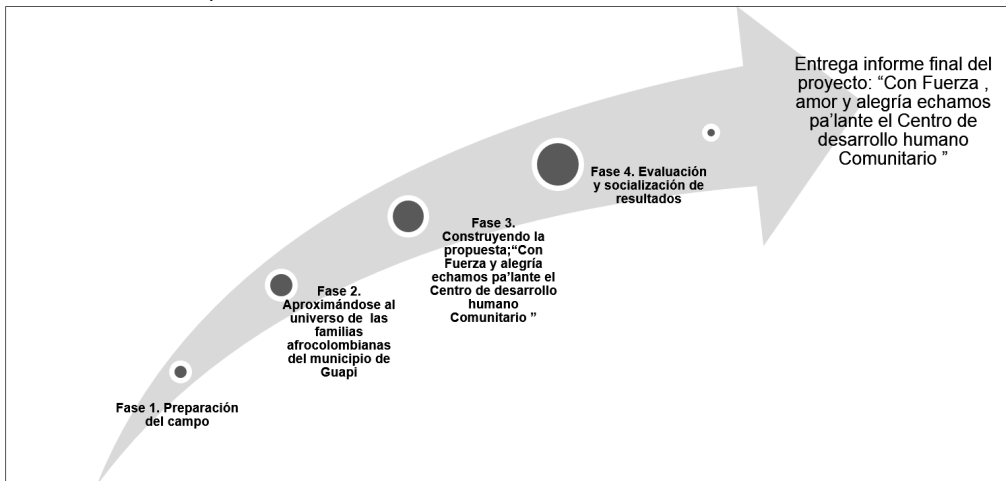 Fase 1. Preparación
del campo
Fase 2.
Aproximándose al
universo de  las
familias
afrocolombianas
del municipio de
Guapi
Fase 3.
Construyendo la
propuesta;“Con
Fuerza y alegría
echamos pa’lante el
Centro de desarrollo
humano
Comunitario ”
Fase 4. Evaluación
y socialización de
resultados
Entrega informe final del
proyecto: “Con Fuerza ,
amor y alegría echamos
pa’lante el Centro de
desarrollo humano
Comunitario ”